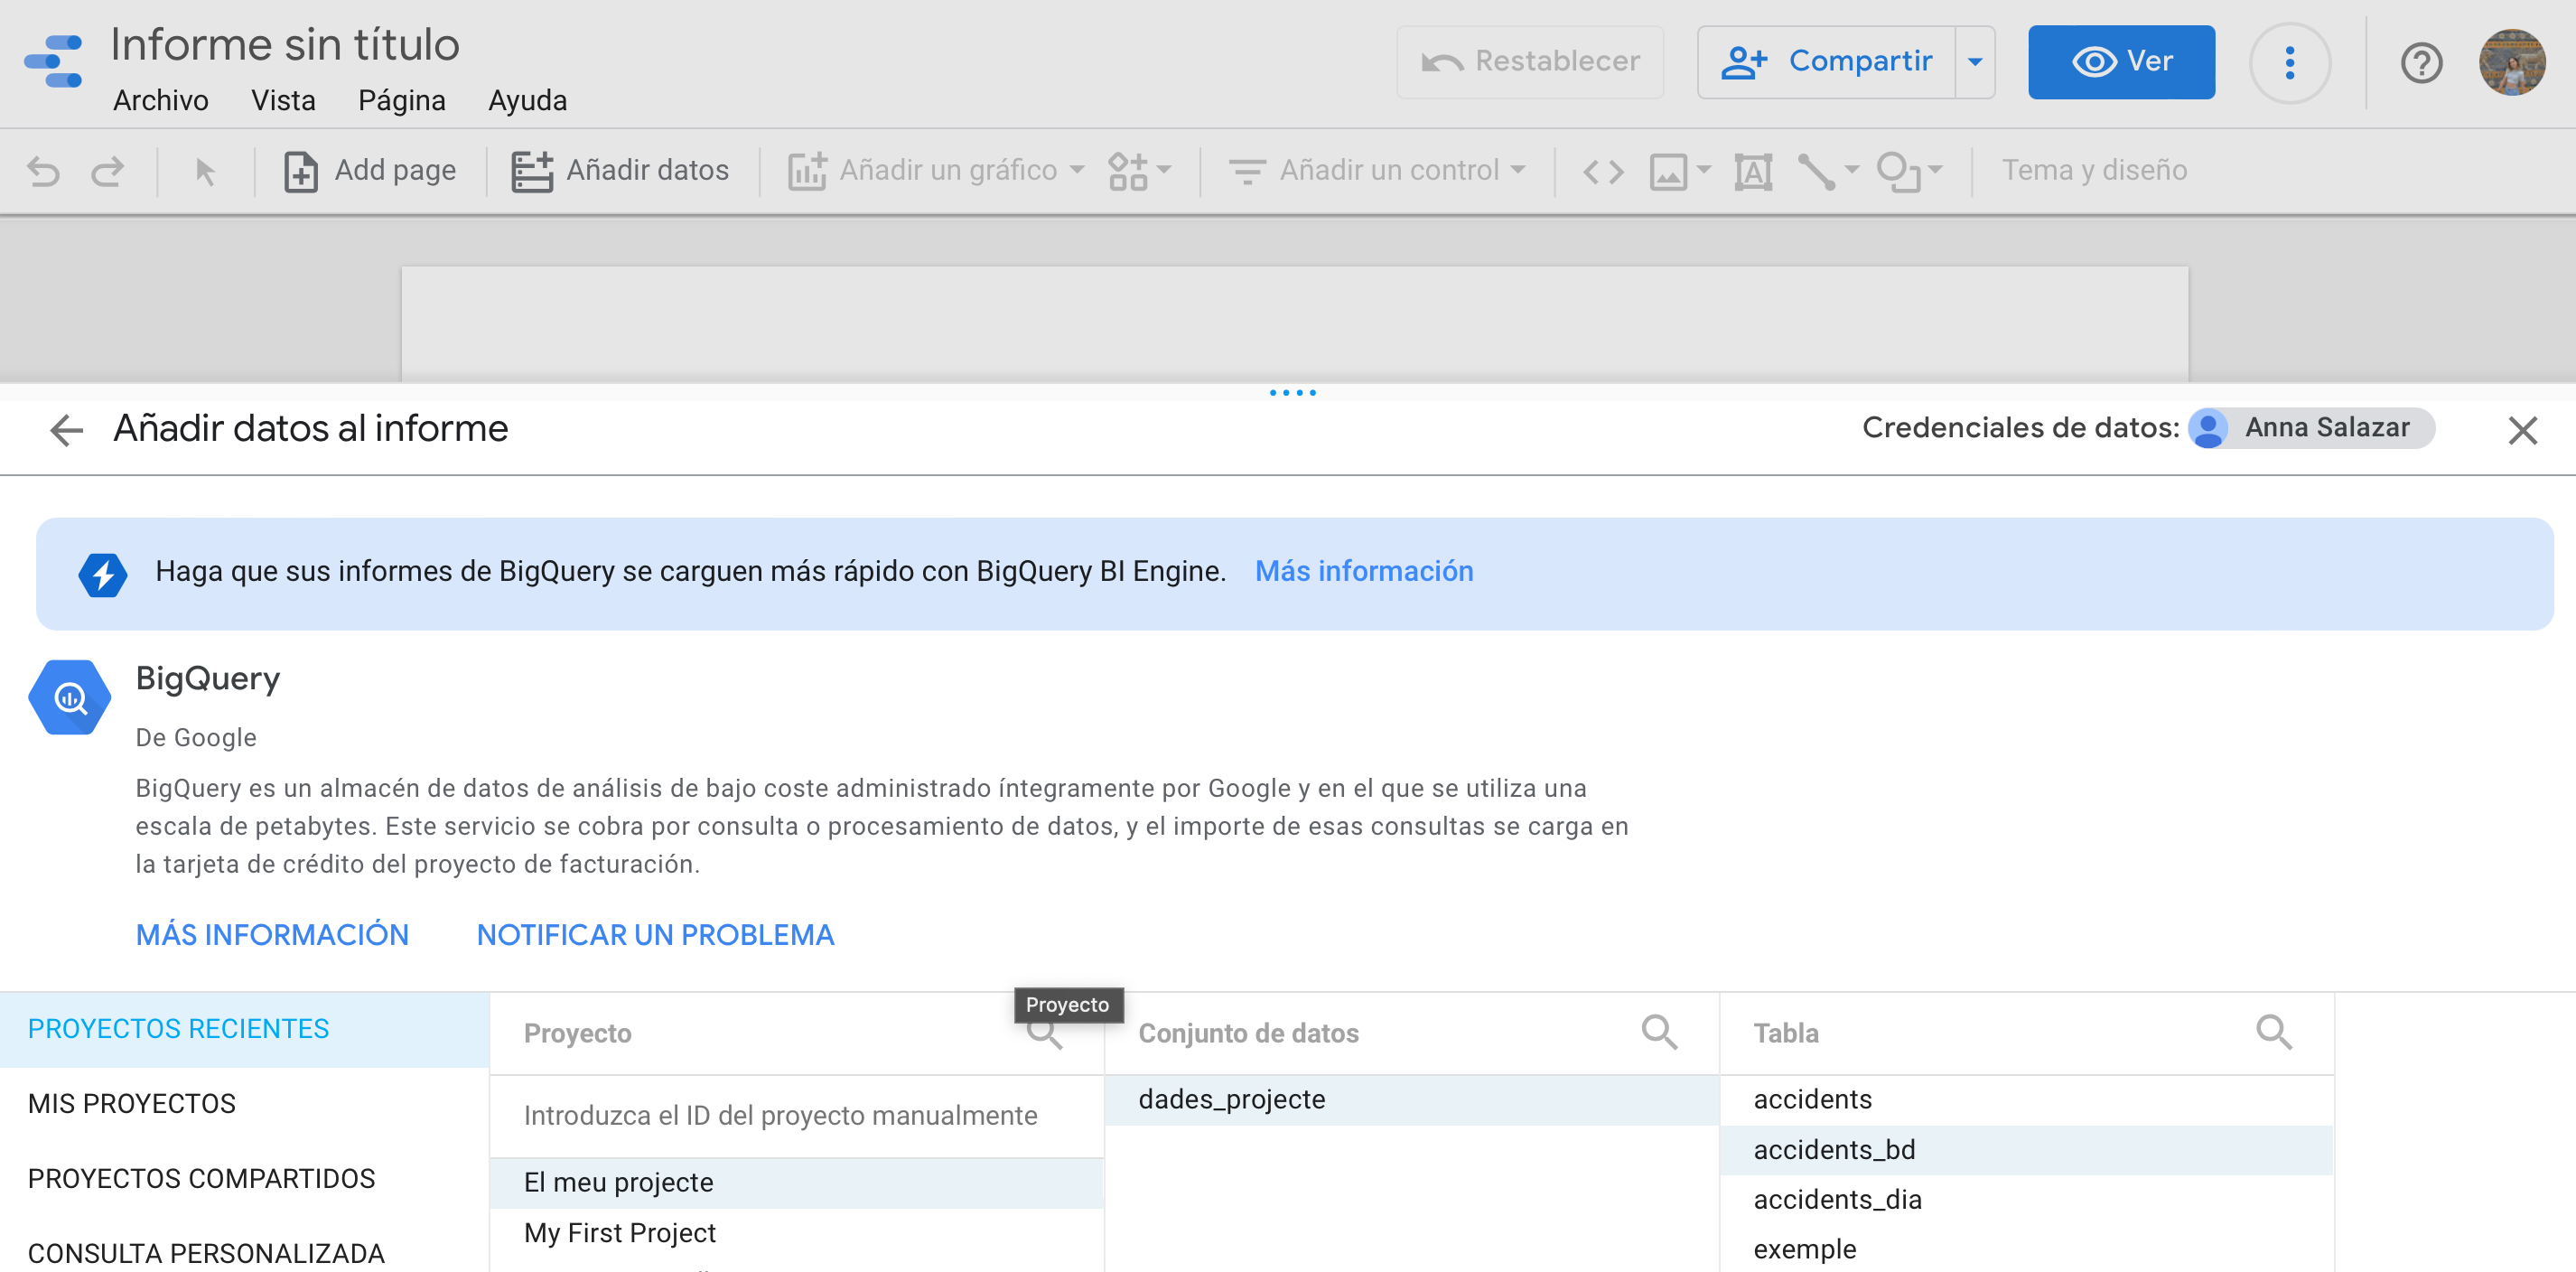 Informe sin título
Archivo Vista Página Ayuda
Restablecer Compartir Ver
Add page Añadir datos Añadir un gráfico Añadir un control Tema y diseño
Añadir datos al informe
Credenciales de datos: Anna Salazar
Haga que sus informes de BigQuery se carguen más rápido con BigQuery BI Engine. Más información
BigQuery
De Google
BigQuery es un almacén de datos de análisis de bajo coste administrado íntegramente por Google y en el que se utiliza una
escala de petabytes. Este servicio se cobra por consulta o procesamiento de datos, y el importe de esas consultas se carga en
la tarjeta de crédito del proyecto de facturación.
MÁS INFORMACIÓN NOTIFICAR UN PROBLEMA
Proyecto
PROYECTOS RECIENTES
MIS PROYECTOS
PROYECTOS COMPARTIDOS
CONSULTA PERSONALIZADA
Proyecto
Introduzca el ID del proyecto manualmente
El meu projecte
My First Project
Conjunto de datos
dades_projecte
Tabla
accidents
accidents_bd
accidents_dia
exemple